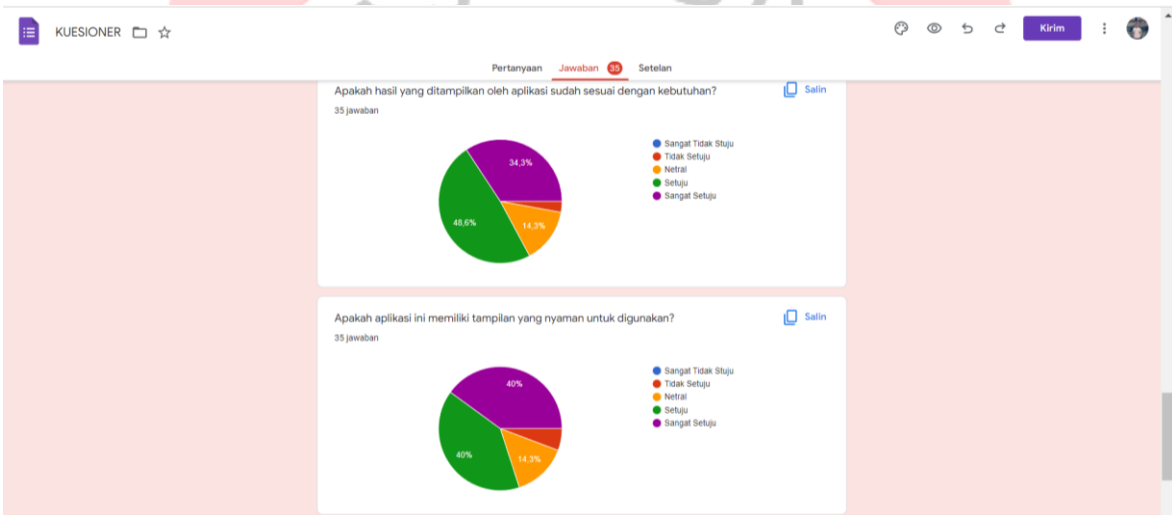 KUESIONER
Kirim
Pertanyaan Jawaban 35 Setelan
Apakah hasil yang ditampilkan oleh aplikasi sudah sesuai dengan kebutuhan?
Salin
35 jawaban
34,3%
48,6%
14,3%
Sangat Tidak Stuju
Tidak Setuju
Netral
Setuju
Sangat Setuju
Apakah aplikasi ini memiliki tampilan yang nyaman untuk digunakan?
Salin
35 jawaban
40%
40%
14,3%
Sangat Tidak Stuju
Tidak Setuju
Netral
Setuju
Sangat Setuju